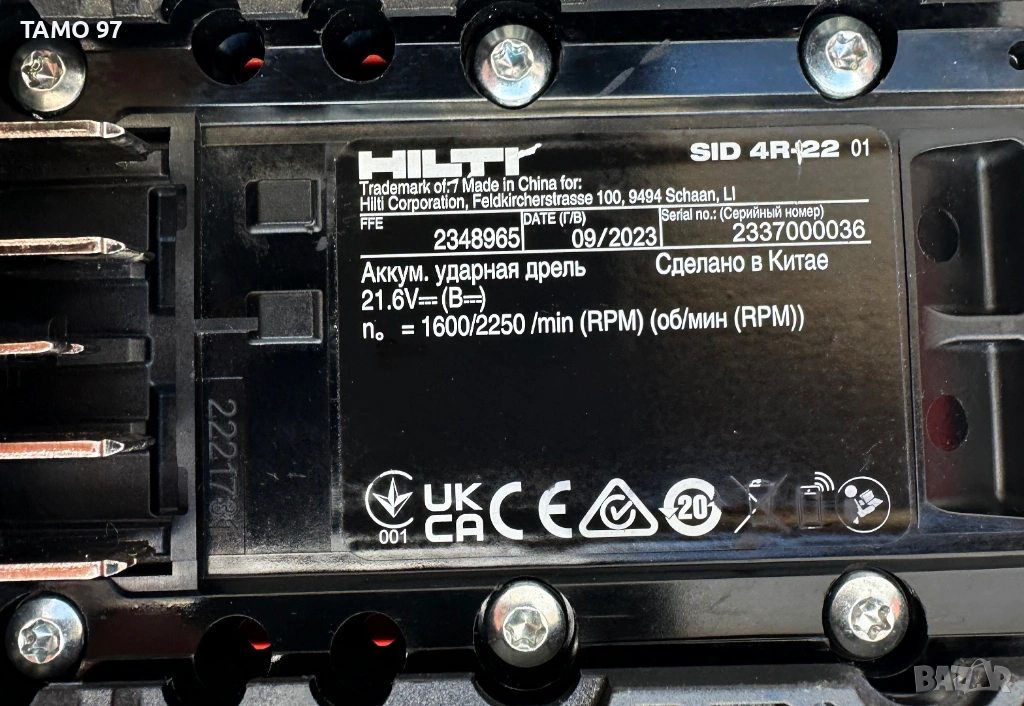 TAMO 97
HILTI
SID 4R-22 01
Trademark of:7 Made in China for:
Hilti Corporation, Feldkircherstrasse 100, 9494 Schaan, LI
FFE DATE (Г/В) Serial no.: (Серийный номер)
2348965 09/2023 2337000036
Аккум. ударная дрель Сделано в Китае
21.6V⎓ (В⎓)
n₀ = 1600/2250 /min (RPM) (об/мин (RPM))
001
UK
CA
CE
20
BAZAR